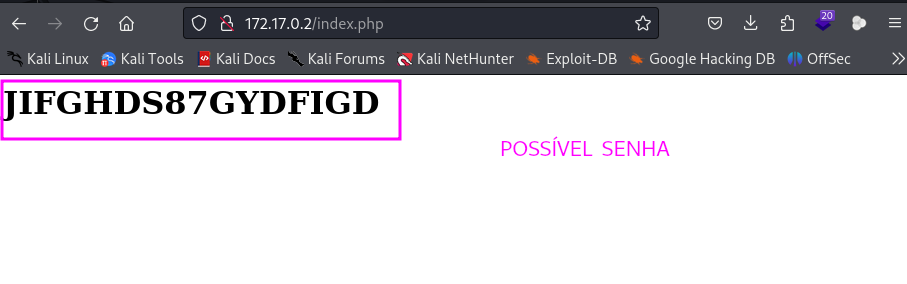 172.17.0.2/index.php
20
Kali Linux Kali Tools Kali Docs Kali Forums Kali NetHunter Exploit-DB Google Hacking DB OffSec
JIFGHDS87GYDFIGD
POSSÍVEL SENHA